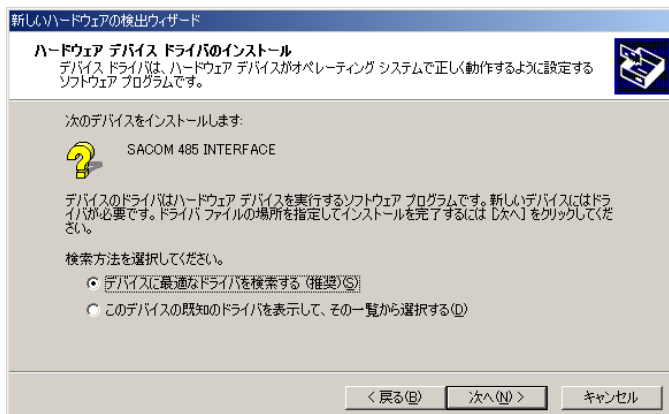 新しいハードウェアの検出ウィザード
ハードウェア デバイス ドライバのインストール
デバイス ドライバは、ハードウェア デバイスがオペレーティング システムで正しく動作するように設定する
ソフトウェア プログラムです。
次のデバイスをインストールします:
SACOM 485 INTERFACE
デバイスのドライバはハードウェア デバイスを実行するソフトウェア プログラムです。新しいデバイスにはドラ
イバが必要です。ドライバ ファイルの場所を指定してインストールを完了するには [次へ] をクリックしてくだ
さい。
検索方法を選択してください。
デバイスに最適なドライバを検索する (推奨)(S)
このデバイスの既知のドライバを表示して、その一覧から選択する(D)
< 戻る(B)
次へ(N) >
キャンセル